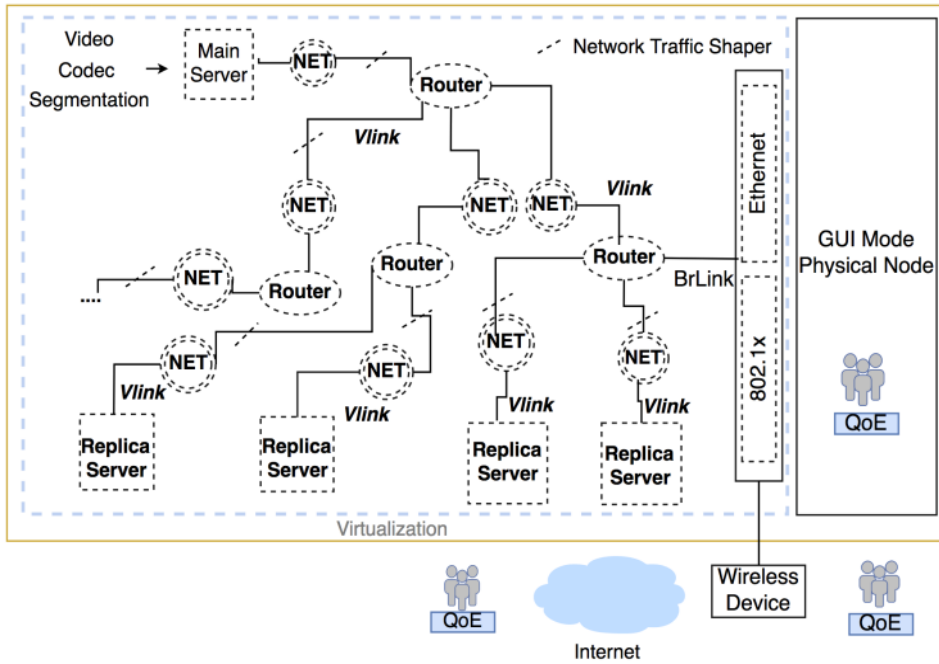 Video
Codec
Segmentation
Main
Server
NET
Network Traffic Shaper
Router
Vlink
Ethernet
NET
NET
NET
Vlink
GUI Mode
Physical Node
Router
Router
BrLink
NET
Router
....
NET
NET
NET
NET
802.1x
Vlink
Vlink
Vlink
Vlink
QoE
Replica
Server
Replica
Server
Replica
Server
Replica
Server
Virtualization
Wireless
Device
QoE
QoE
Internet